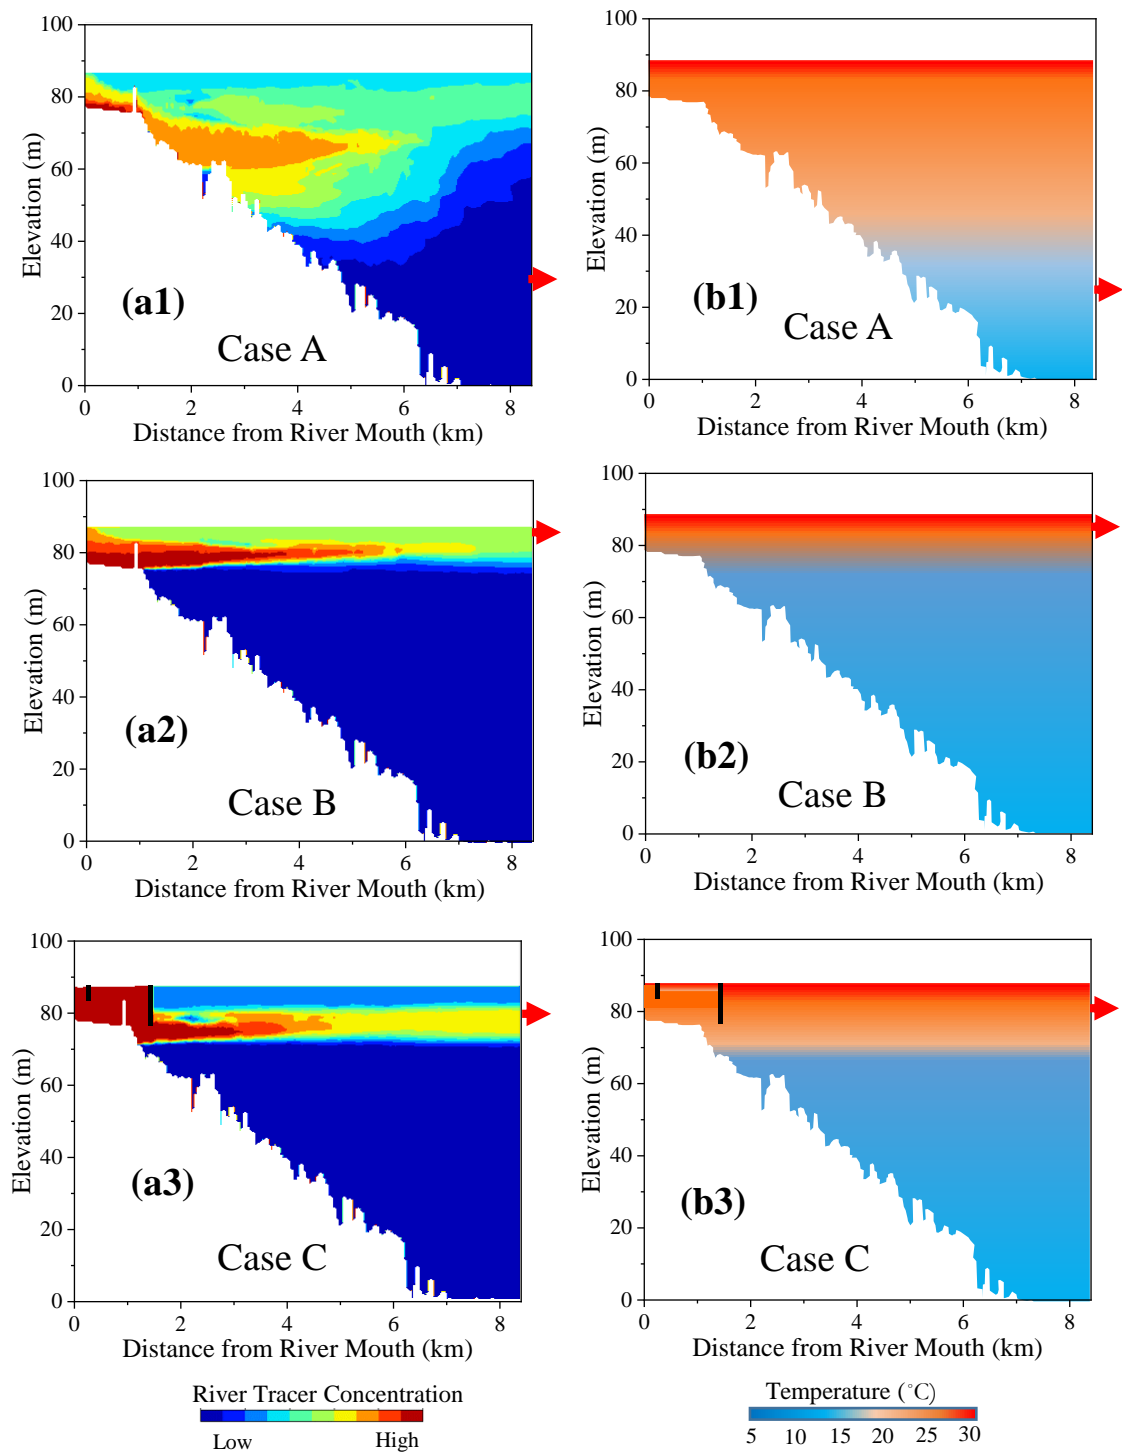 100
80
60
40
20
0
Elevation (m)
(a1)
Case A
0 2 4 6 8
Distance from River Mouth (km)
100
80
60
40
20
0
Elevation (m)
(b1)
Case A
0 2 4 6 8
Distance from River Mouth (km)
100
80
60
40
20
0
Elevation (m)
(a2)
Case B
0 2 4 6 8
Distance from River Mouth (km)
100
80
60
40
20
0
Elevation (m)
(b2)
Case B
0 2 4 6 8
Distance from River Mouth (km)
100
80
60
40
20
0
Elevation (m)
(a3)
Case C
0 2 4 6 8
Distance from River Mouth (km)
100
80
60
40
20
0
Elevation (m)
(b3)
Case C
0 2 4 6 8
Distance from River Mouth (km)
River Tracer Concentration
Low High
Temperature (°C)
5 10 15 20 25 30